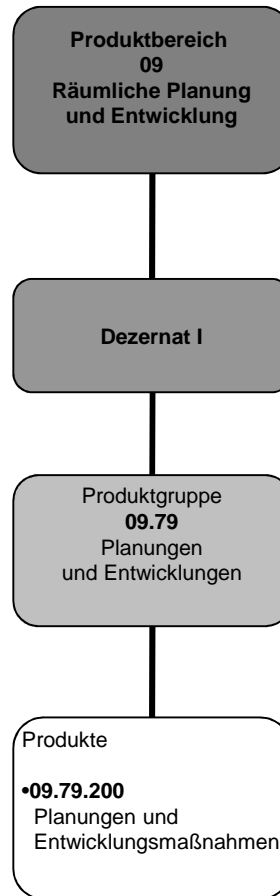 Produktbereich
09
Räumliche Planung
und Entwicklung
Dezernat I
Produktgruppe
09.79
Planungen
und Entwicklungen
Produkte
•09.79.200
Planungen und
Entwicklungsmaßnahmen